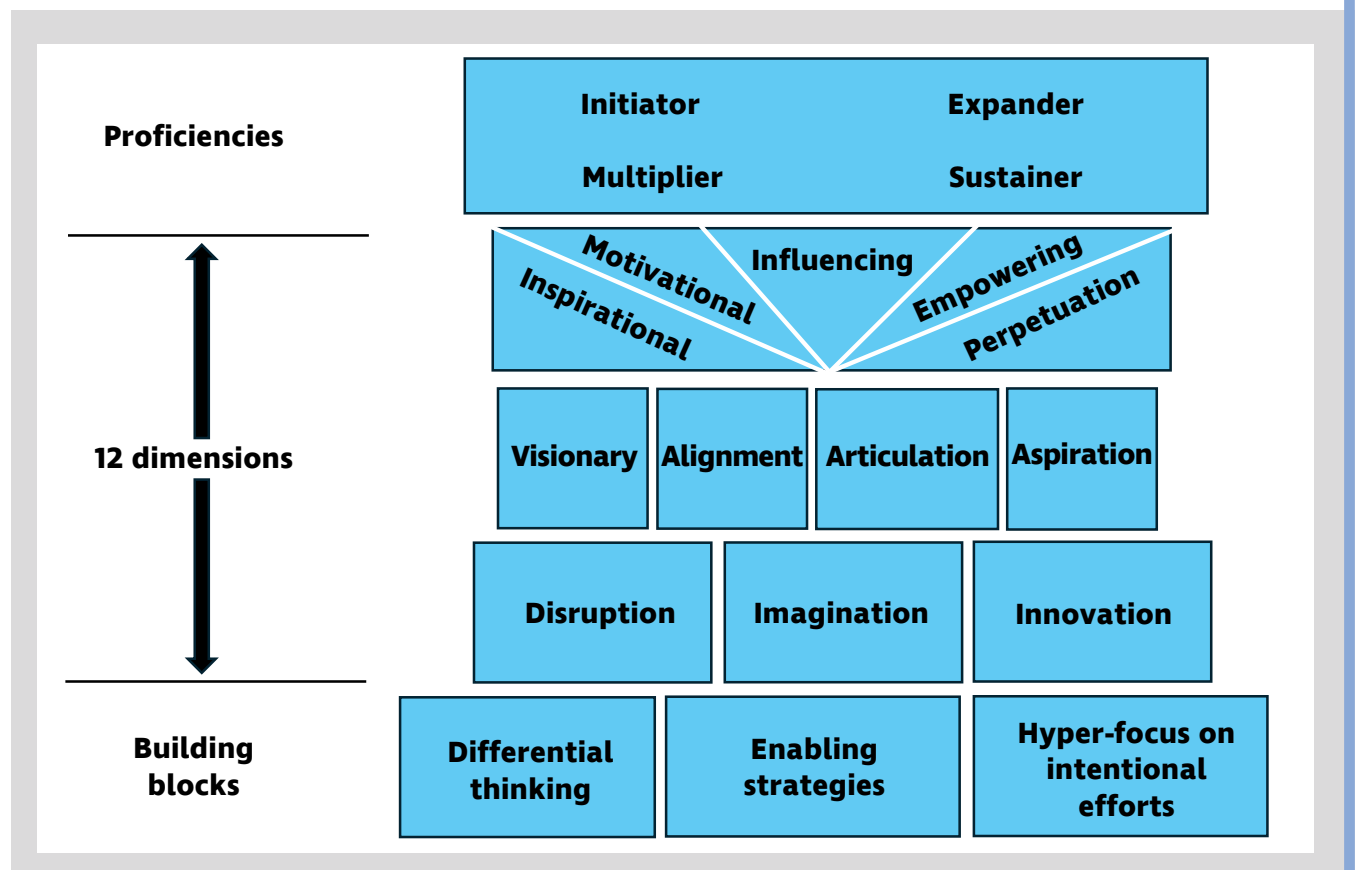 Proficiencies
Initiator
Expander
Multiplier
Sustainer
12 dimensions
Inspirational
Motivational
Influencing
Empowering
Perpetuation
Visionary
Alignment
Articulation
Aspiration
Disruption
Imagination
Innovation
Building
blocks
Differential
thinking
Enabling
strategies
Hyper-focus on
intentional
efforts